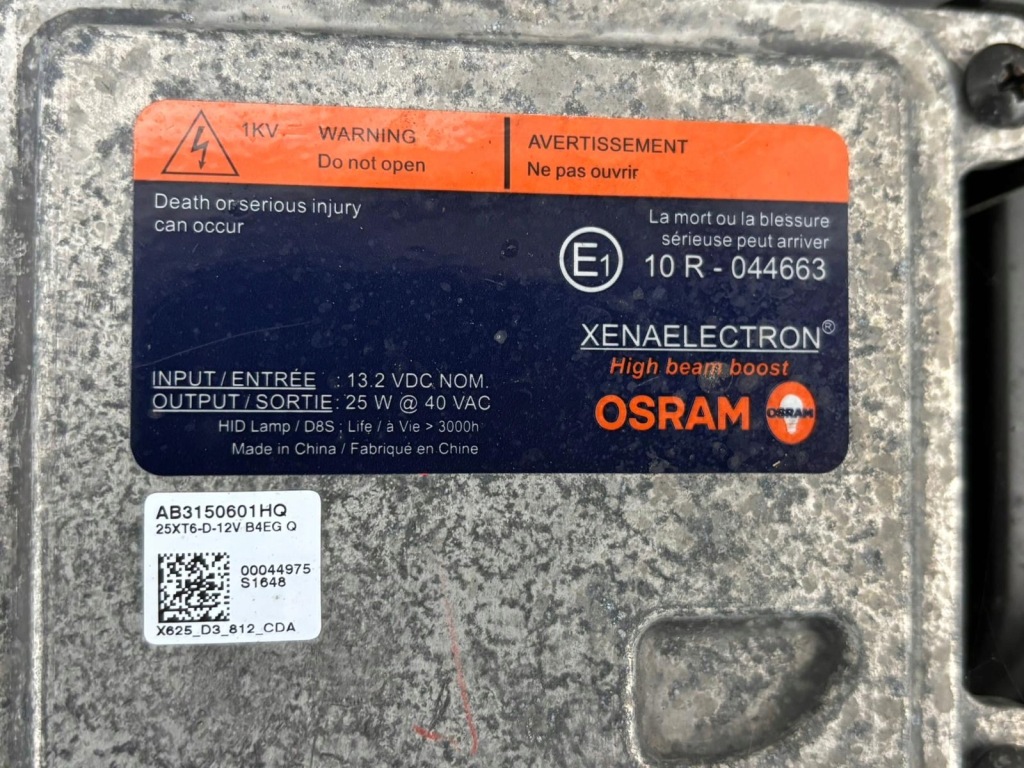 1KV
WARNING
Do not open
AVERTISSEMENT
Ne pas ouvrir
Death or serious injury
can occur
La mort ou la blessure
sérieuse peut arriver
E1 10 R - 044663
XENAELECTRON®
High beam boost
OSRAM
OSRAM
INPUT / ENTRÉE : 13.2 VDC NOM.
OUTPUT / SORTIE : 25 W @ 40 VAC
HID Lamp / D8S ; Life / à Vie > 3000h
Made in China / Fabriqué en Chine
AB3150601HQ
25XT6-D-12V B4EG Q
00044975
S1648
X625_D3_812_CDA